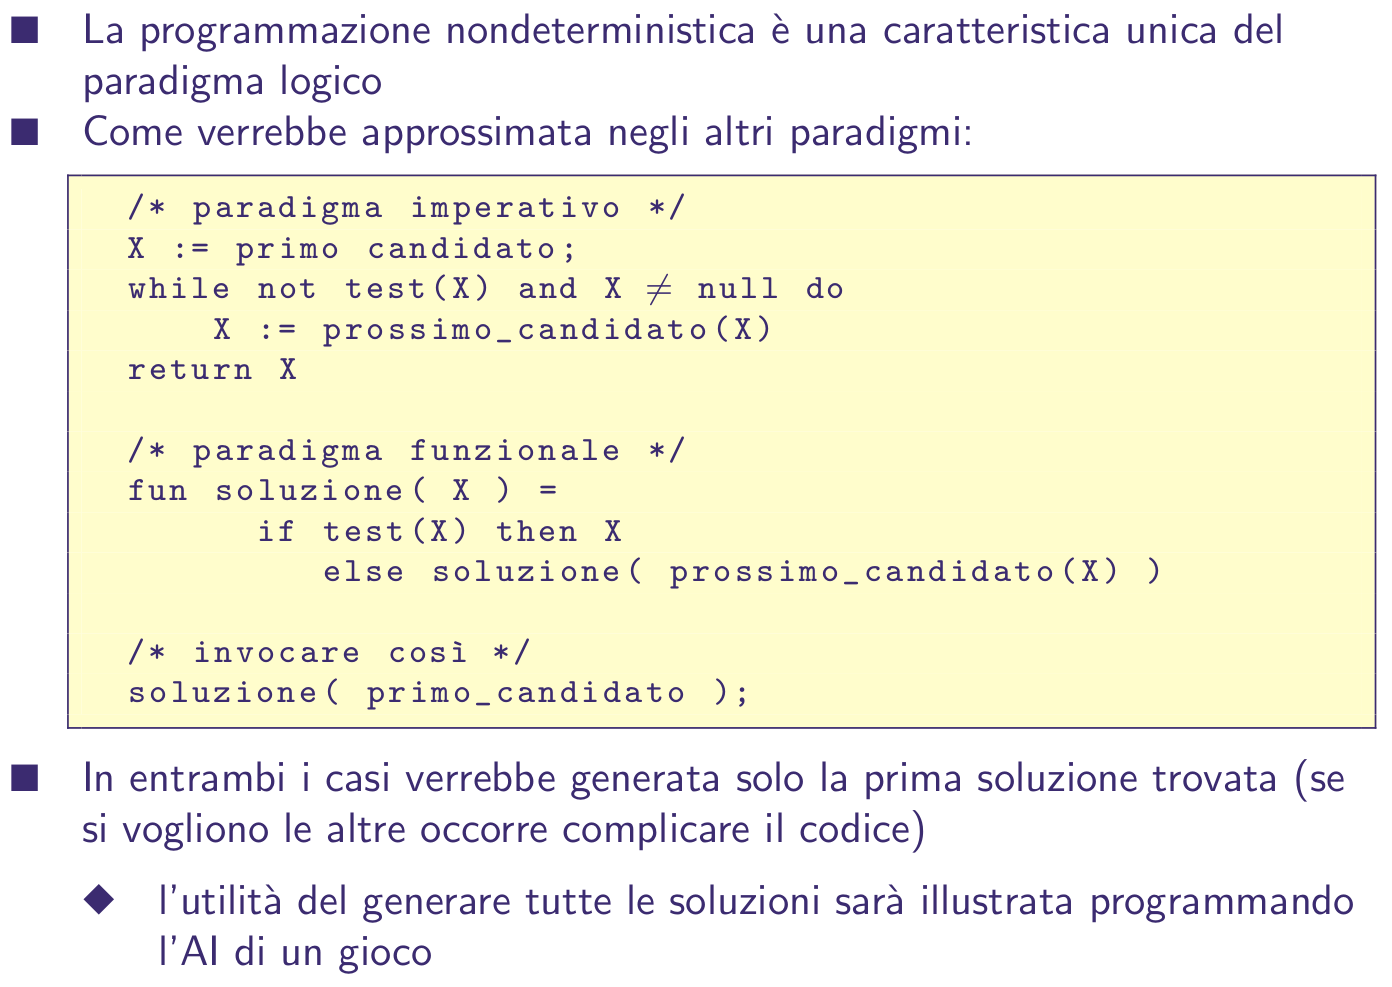 ■ La programmazione nondeterministica è una caratteristica unica del
paradigma logico
■ Come verrebbe approssimata negli altri paradigmi:
/* paradigma imperativo */
X := primo candidato;
while not test(X) and X ≠ null do
    X := prossimo_candidato(X)
return X

/* paradigma funzionale */
fun soluzione( X ) =
      if test(X) then X
         else soluzione( prossimo_candidato(X) )

/* invocare così */
soluzione( primo_candidato );
■ In entrambi i casi verrebbe generata solo la prima soluzione trovata (se
si vogliono le altre occorre complicare il codice)
◆ l'utilità del generare tutte le soluzioni sarà illustrata programmando
l'AI di un gioco